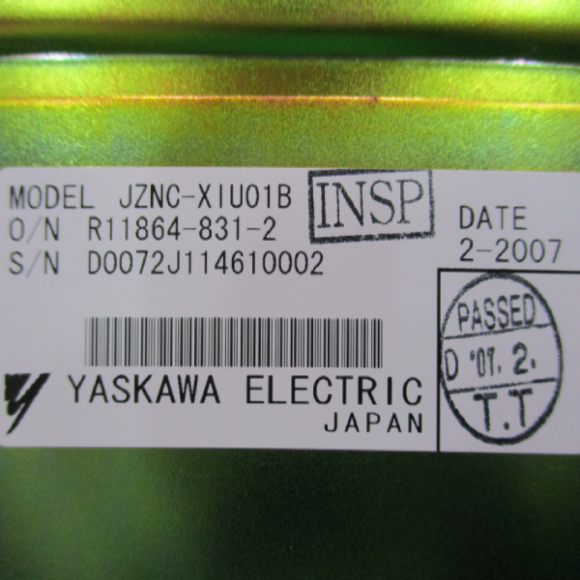 MODEL JZNC-XIU01B
INSP
O/N R11864-831-2
S/N D0072J114610002
DATE
2-2007
PASSED
D '07. 2.
T.T
YASKAWA ELECTRIC
JAPAN